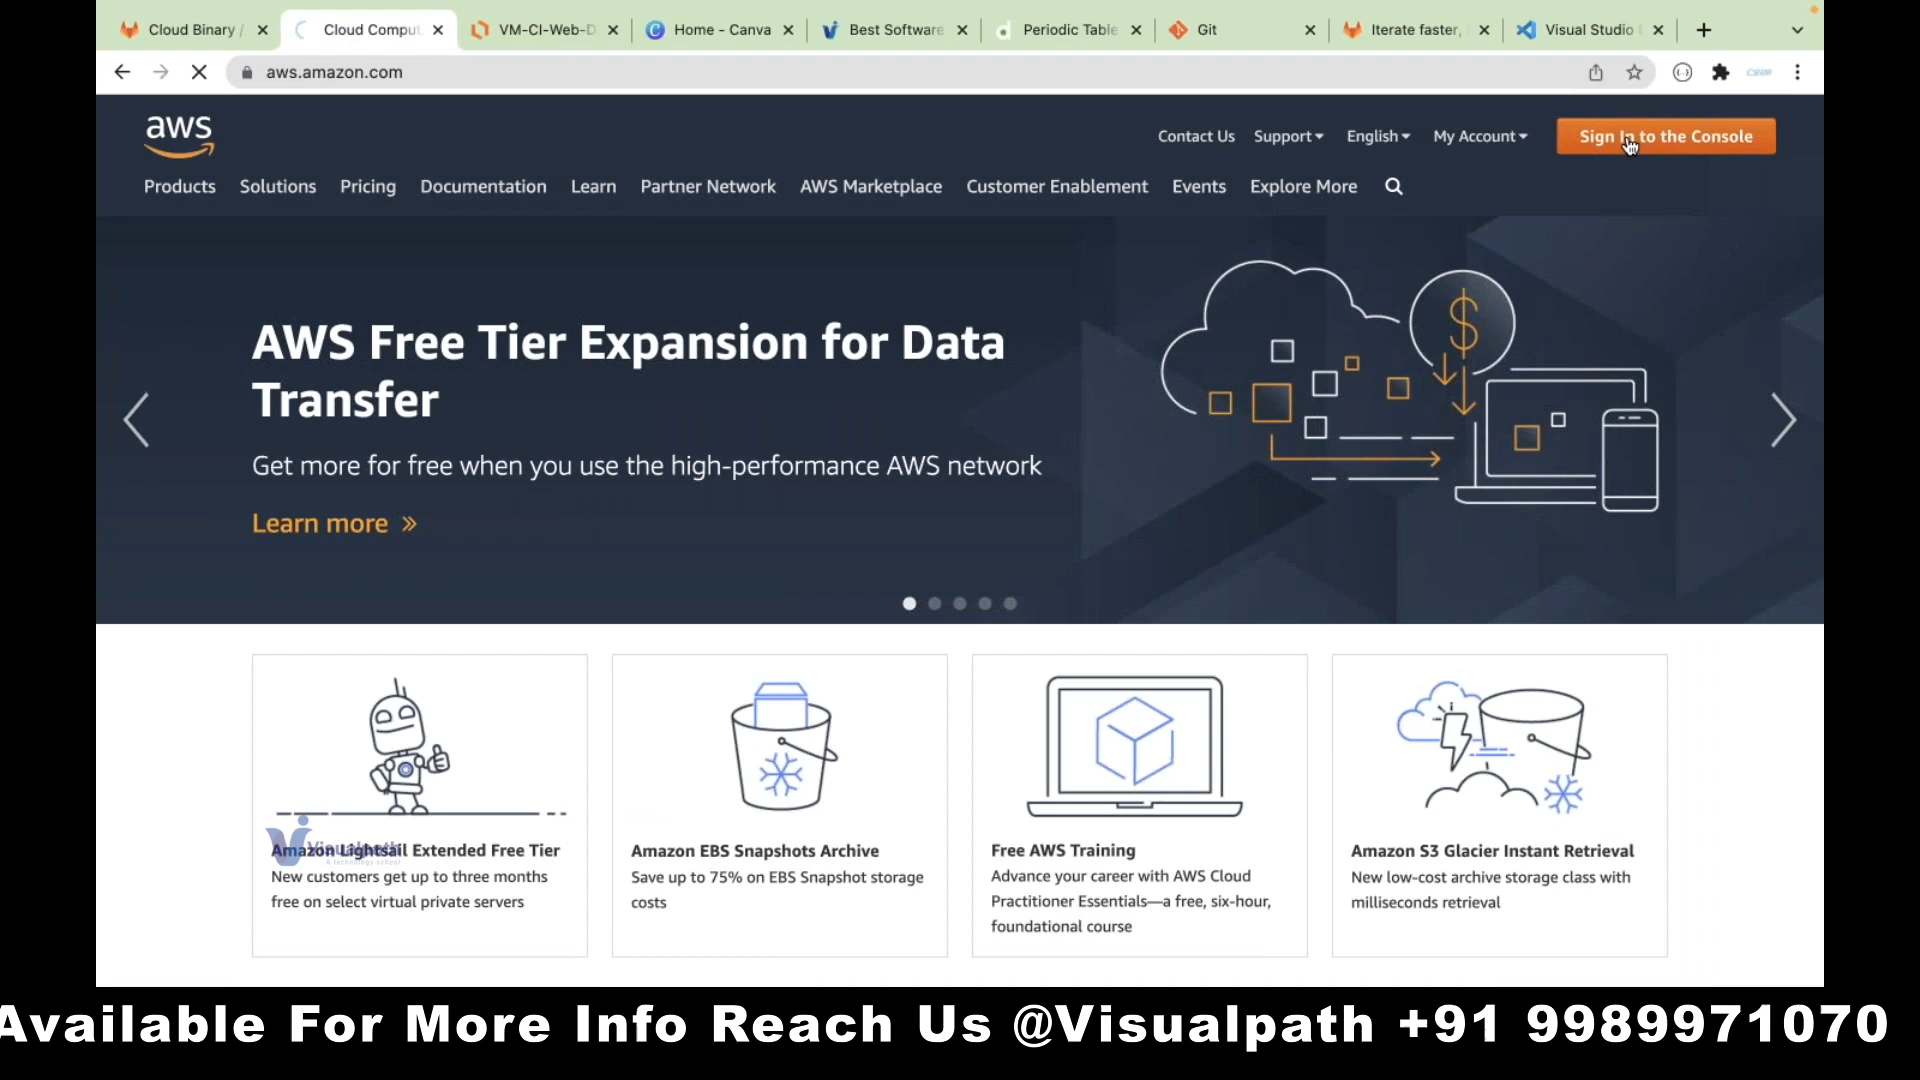 Cloud Binary /
Cloud Comput
VM-CI-Web-D
Home - Canva
Best Software
Periodic Table
Git
Iterate faster,
Visual Studio
aws.amazon.com
aws
Contact Us
Support
English
My Account
Sign In to the Console
Products
Solutions
Pricing
Documentation
Learn
Partner Network
AWS Marketplace
Customer Enablement
Events
Explore More
AWS Free Tier Expansion for Data
Transfer
Get more for free when you use the high-performance AWS network
Learn more »
Amazon Lightsail Extended Free Tier
New customers get up to three months
free on select virtual private servers
Visualpath
A technology school
Amazon EBS Snapshots Archive
Save up to 75% on EBS Snapshot storage
costs
Free AWS Training
Advance your career with AWS Cloud
Practitioner Essentials—a free, six-hour,
foundational course
Amazon S3 Glacier Instant Retrieval
New low-cost archive storage class with
milliseconds retrieval
Available For More Info Reach Us @Visualpath +91 9989971070